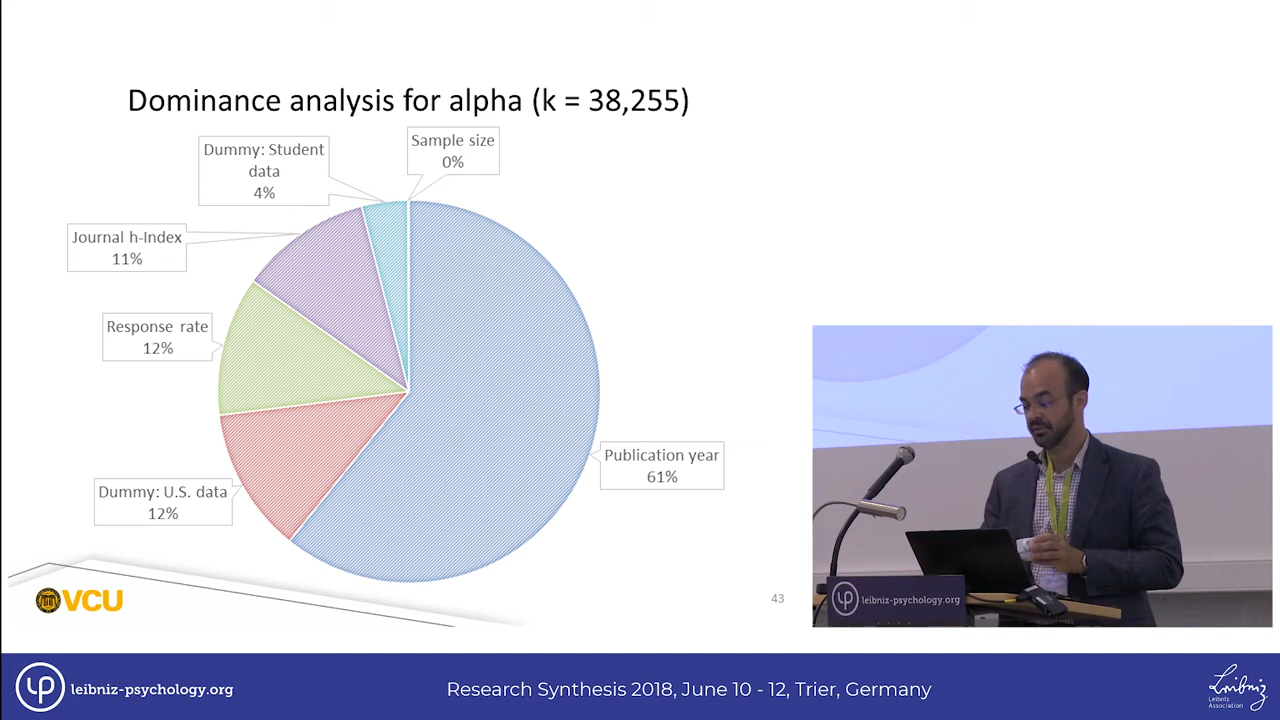 Dominance analysis for alpha (k = 38,255)
Sample size
0%
Dummy: Student
data
4%
Journal h-Index
11%
Response rate
12%
Publication year
61%
Dummy: U.S. data
12%
VCU
43
leibniz-psychology.org
leibniz-psychology.org
Research Synthesis 2018, June 10 - 12, Trier, Germany
Leibniz
Leibniz
Association